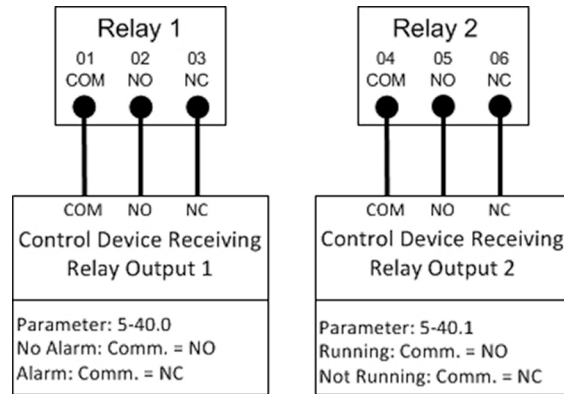 Relay 1
01 02 03
COM NO NC
COM NO NC
Control Device Receiving
Relay Output 1
Parameter: 5-40.0
No Alarm: Comm. = NO
Alarm: Comm. = NC
Relay 2
04 05 06
COM NO NC
COM NO NC
Control Device Receiving
Relay Output 2
Parameter: 5-40.1
Running: Comm. = NO
Not Running: Comm. = NC